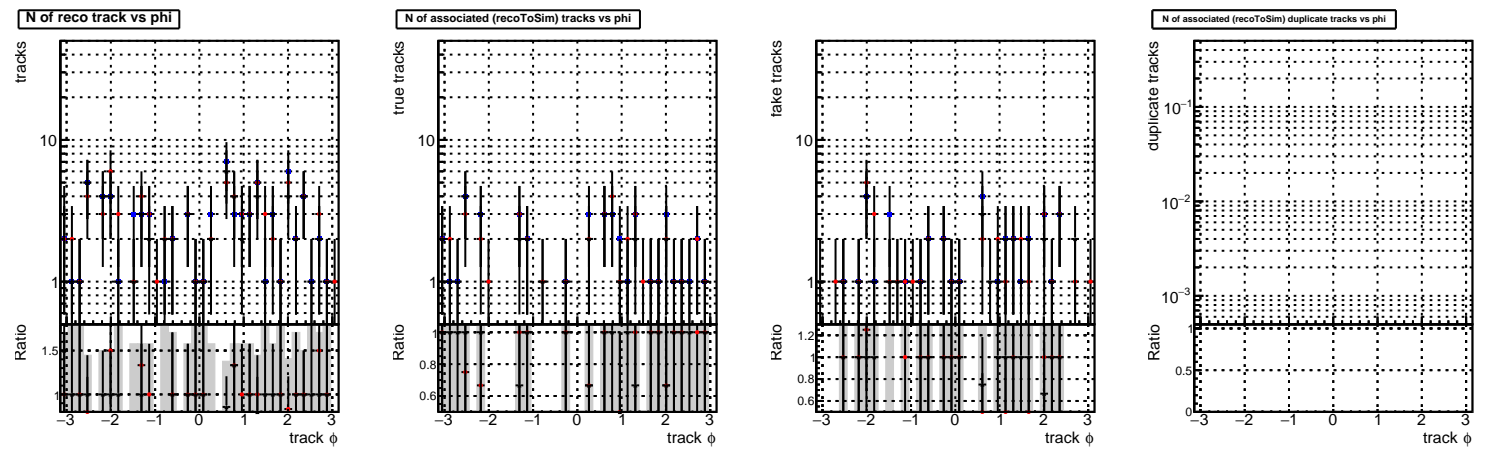 N of reco track vs phi
tracks
10
1
Ratio
1.5
1
−3 −2 −1 0 1 2 3
track ϕ
N of associated (recoToSim) tracks vs phi
true tracks
10
1
Ratio
1
0.8
0.6
−3 −2 −1 0 1 2 3
track ϕ
fake tracks
10
1
Ratio
1.2
1
0.8
0.6
−3 −2 −1 0 1 2 3
track ϕ
N of associated (recoToSim) duplicate tracks vs phi
duplicate tracks
10⁻¹
10⁻²
10⁻³
Ratio
1
0.5
0
−3 −2 −1 0 1 2 3
track ϕ